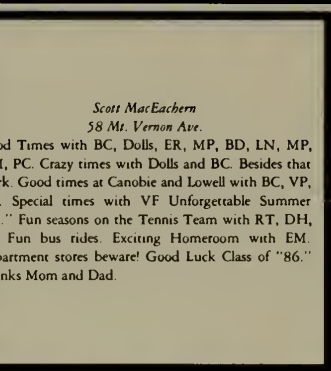 Scott MacEachern
58 Mt. Vernon Ave.
od Times with BC, Dolls, ER, MP, BD, LN, MP,
, PC. Crazy times with Dolls and BC. Besides that
rk. Good times at Canobie and Lowell with BC, VP,
. Special times with VF Unforgettable Summer
." Fun seasons on the Tennis Team with RT, DH,
Fun bus rides. Exciting Homeroom with EM.
partment stores beware! Good Luck Class of "86."
nks Mom and Dad.